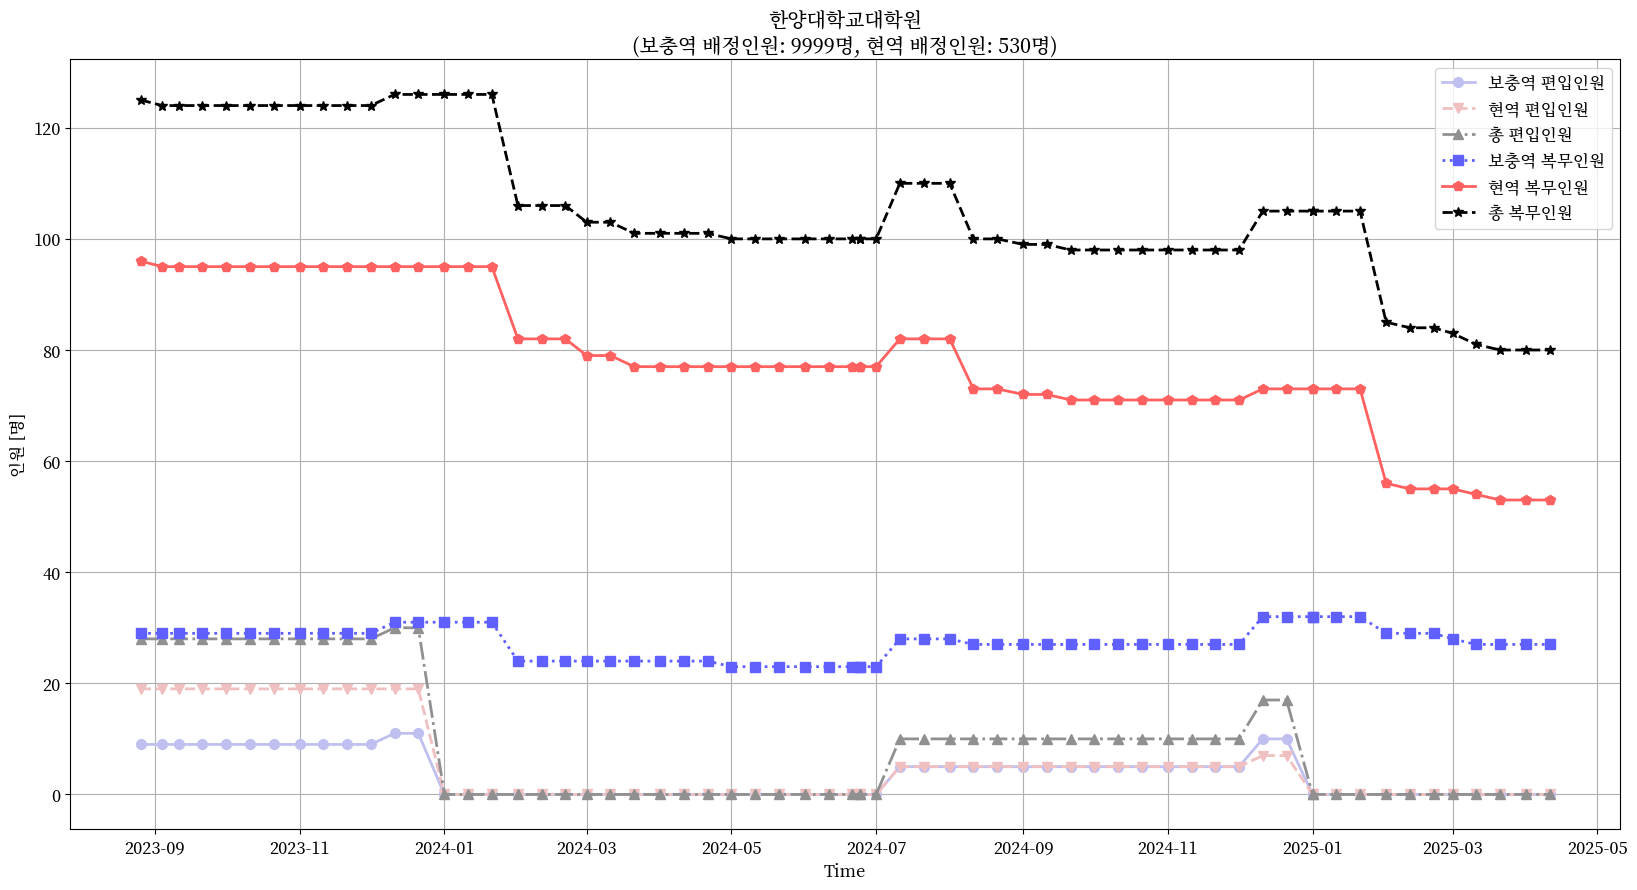 한양대학교대학원
(보충역 배정인원: 9999명, 현역 배정인원: 530명)
보충역 편입인원
현역 편입인원
총 편입인원
보충역 복무인원
현역 복무인원
총 복무인원
인원 [명]
120
100
80
60
40
20
0
2023-09 2023-11 2024-01 2024-03 2024-05 2024-07 2024-09 2024-11 2025-01 2025-03 2025-05
Time